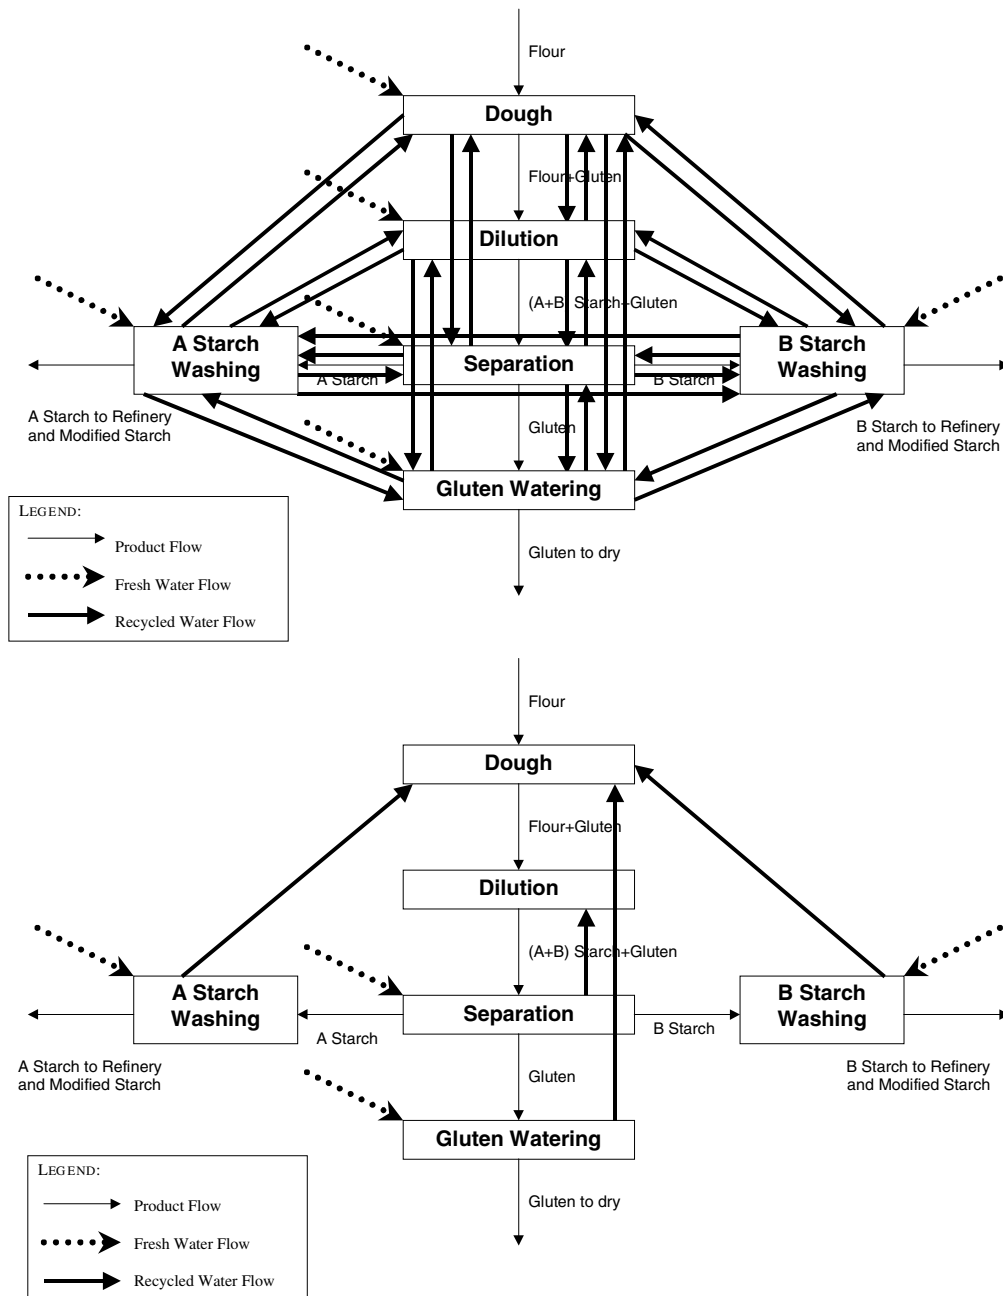 Flour
Dough
Flour+Gluten
Dilution
(A+B) Starch+Gluten
A Starch
Washing
Separation
B Starch
Washing
A Starch
B Starch
A Starch to Refinery
and Modified Starch
Gluten
B Starch to Refinery
and Modified Starch
Gluten Watering
LEGEND:
Product Flow
Fresh Water Flow
Recycled Water Flow
Gluten to dry
Flour
Dough
Flour+Gluten
Dilution
(A+B) Starch+Gluten
A Starch
Washing
Separation
B Starch
Washing
A Starch
B Starch
A Starch to Refinery
and Modified Starch
Gluten
B Starch to Refinery
and Modified Starch
Gluten Watering
LEGEND:
Product Flow
Fresh Water Flow
Recycled Water Flow
Gluten to dry